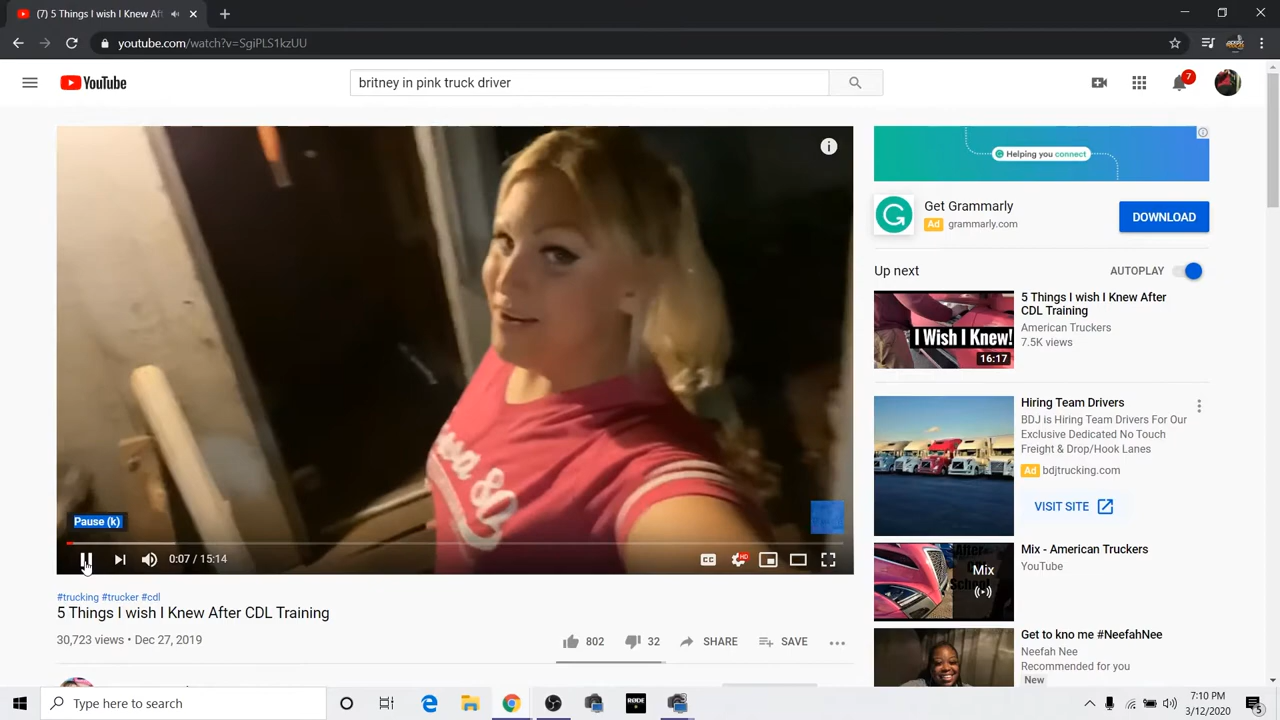 (7) 5 Things I wish I Knew Aft
youtube.com/watch?v=SgiPLS1kzUU
YouTube
britney in pink truck driver
7
Helping you connect
Get Grammarly
Ad grammarly.com
DOWNLOAD
Up next
AUTOPLAY
I Wish I Knew!
16:17
5 Things I wish I Knew After
CDL Training
American Truckers
7.5K views
Hiring Team Drivers
BDJ is Hiring Team Drivers For Our
Exclusive Dedicated No Touch
Freight & Drop/Hook Lanes
Ad bdjtrucking.com
VISIT SITE
Pause (k)
0:07 / 15:14
HD
Mix
Mix - American Truckers
YouTube
#trucking #trucker #cdl
5 Things I wish I Knew After CDL Training
30,723 views • Dec 27, 2019
802
32
SHARE
SAVE
Get to kno me #NeefahNee
Neefah Nee
Recommended for you
New
Type here to search
RØDE
7:10 PM
3/12/2020
5